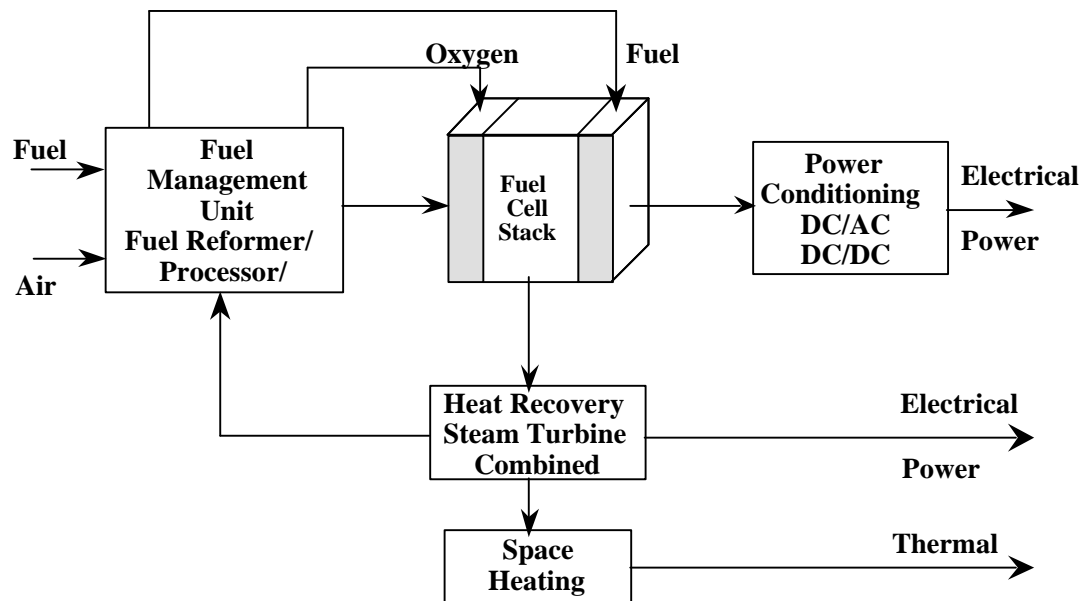 Oxygen
Fuel
Fuel
Air
Fuel
Management
Unit
Fuel Reformer/
Processor/
Fuel
Cell
Stack
Power
Conditioning
DC/AC
DC/DC
Electrical
Power
Heat Recovery
Steam Turbine
Combined
Electrical
Power
Space
Heating
Thermal